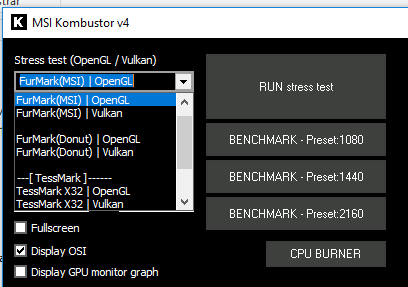 strar
K MSI Kombustor v4
Stress test (OpenGL / Vulkan)
FurMark(MSI) | OpenGL
FurMark(MSI) | OpenGL
FurMark(MSI) | Vulkan
FurMark(Donut) | OpenGL
FurMark(Donut) | Vulkan
---[ TessMark ]------
TessMark X32 | OpenGL
TessMark X32 | Vulkan
Fullscreen
Display OSI
Display GPU monitor graph
RUN stress test
BENCHMARK - Preset:1080
BENCHMARK - Preset:1440
BENCHMARK - Preset:2160
CPU BURNER